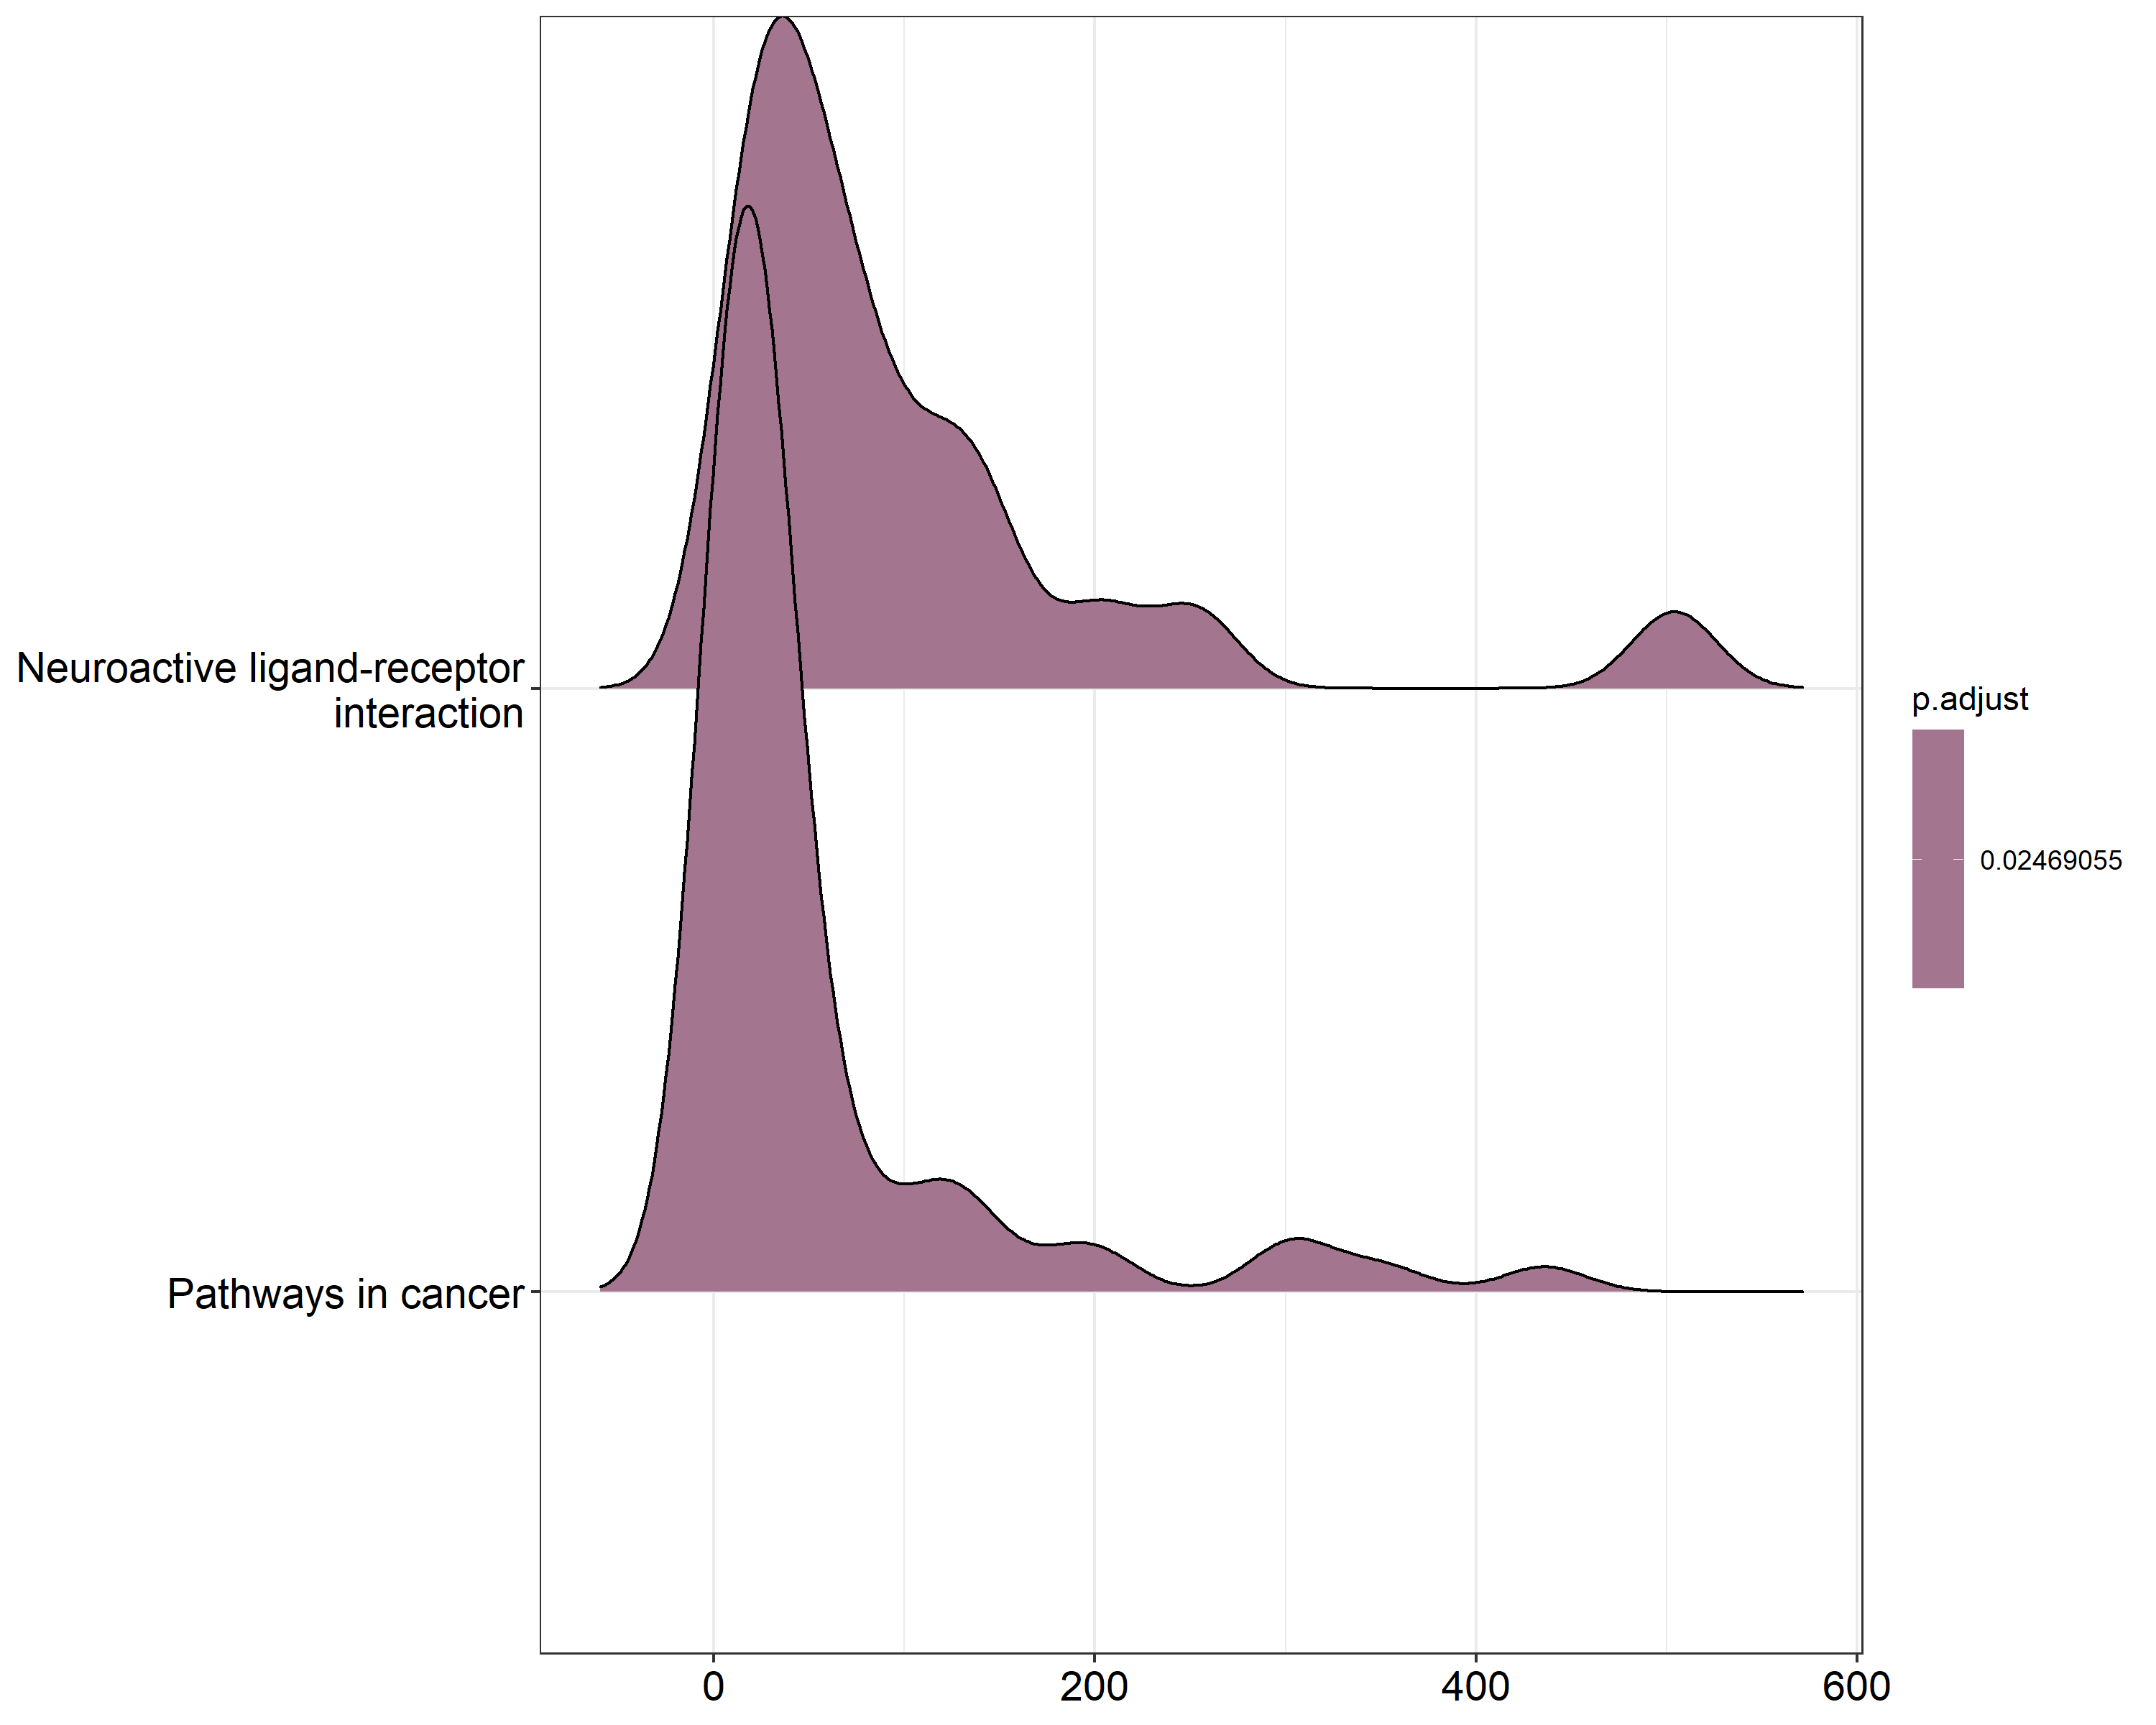 Neuroactive ligand-receptor
interaction
Pathways in cancer
p.adjust
0.02469055
0 200 400 600